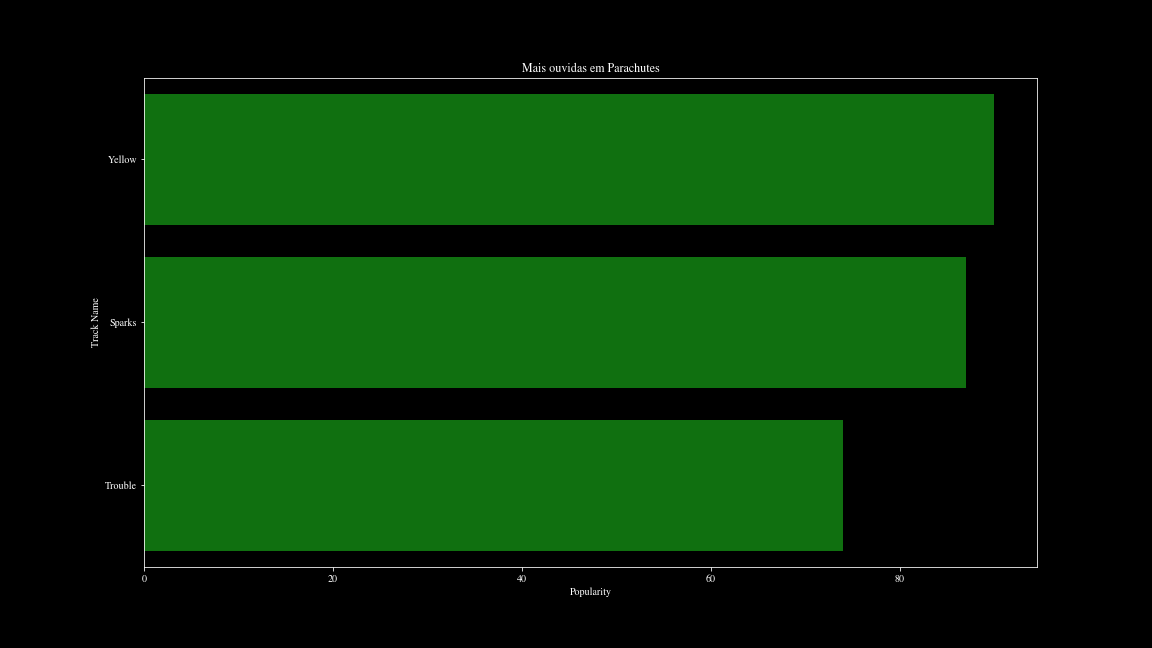 Mais ouvidas em Parachutes
Yellow
Sparks
Trouble
Track Name
0 20 40 60 80
Popularity